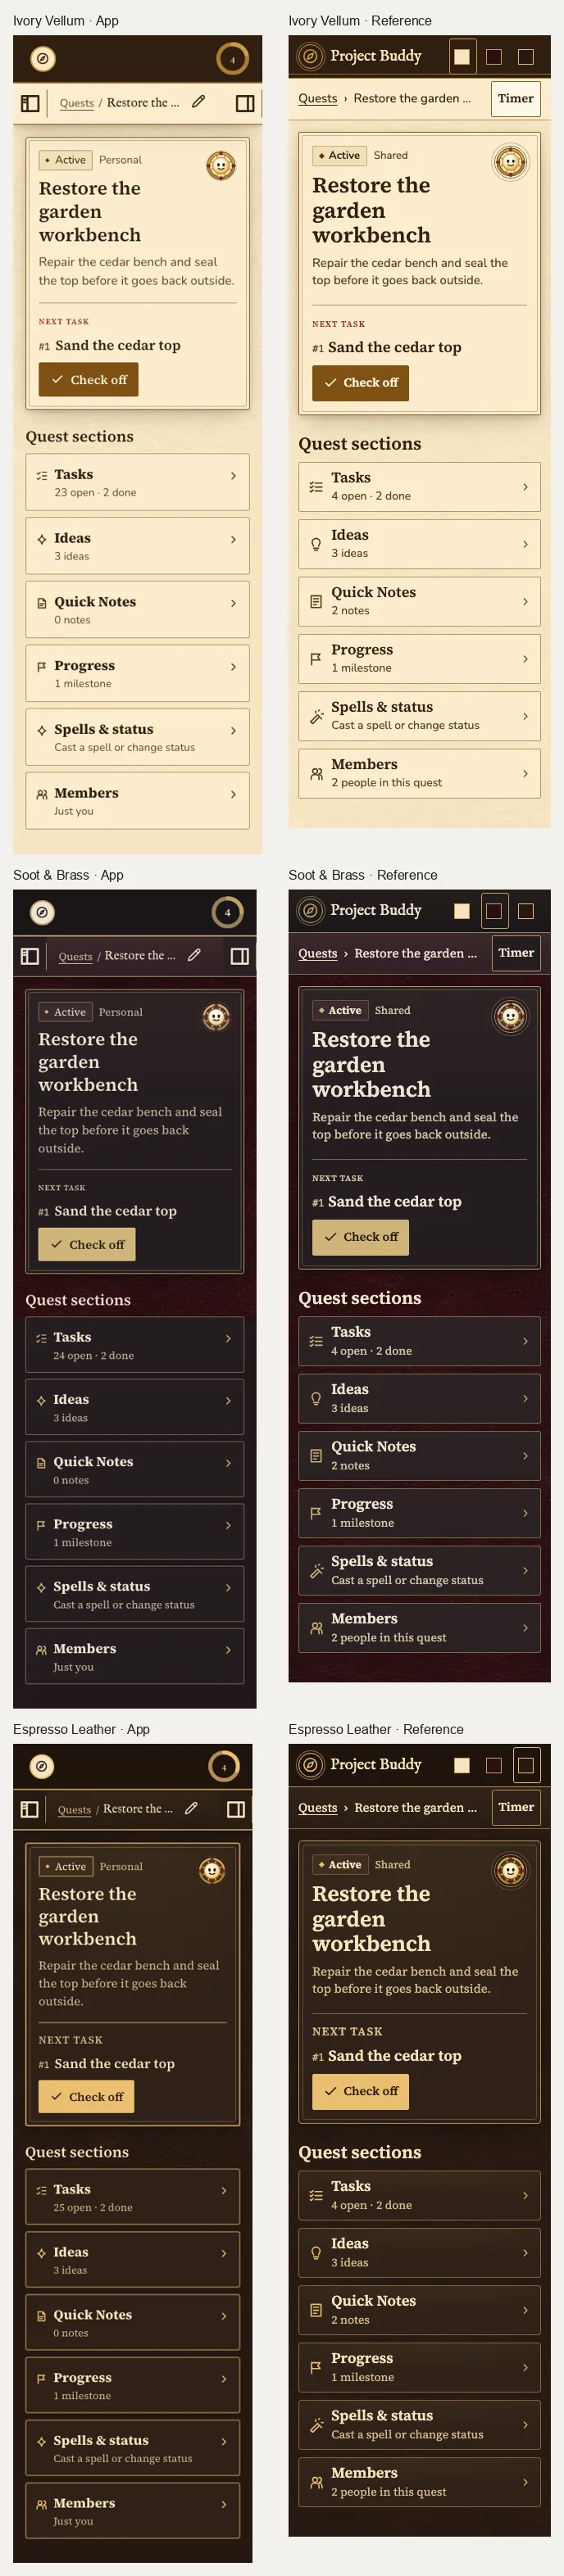 Ivory Vellum · App
4
Quests / Restore the ...
◆ Active Personal
Restore the
garden
workbench
Repair the cedar bench and seal
the top before it goes back outside.
NEXT TASK
#1 Sand the cedar top
Check off
Quest sections
Tasks
23 open · 2 done
Ideas
3 ideas
Quick Notes
0 notes
Progress
1 milestone
Spells & status
Cast a spell or change status
Members
Just you
Ivory Vellum · Reference
Project Buddy
Quests › Restore the garden ...
Timer
◆ Active Shared
Restore the
garden
workbench
Repair the cedar bench and seal the
top before it goes back outside.
NEXT TASK
#1 Sand the cedar top
Check off
Quest sections
Tasks
4 open · 2 done
Ideas
3 ideas
Quick Notes
2 notes
Progress
1 milestone
Spells & status
Cast a spell or change status
Members
2 people in this quest
Soot & Brass · App
4
Quests / Restore the ...
◆ Active Personal
Restore the
garden
workbench
Repair the cedar bench and seal
the top before it goes back
outside.
NEXT TASK
#1 Sand the cedar top
Check off
Quest sections
Tasks
24 open · 2 done
Ideas
3 ideas
Quick Notes
0 notes
Progress
1 milestone
Spells & status
Cast a spell or change status
Members
Just you
Soot & Brass · Reference
Project Buddy
Quests › Restore the garden ...
Timer
◆ Active Shared
Restore the
garden
workbench
Repair the cedar bench and seal the
top before it goes back outside.
NEXT TASK
#1 Sand the cedar top
Check off
Quest sections
Tasks
4 open · 2 done
Ideas
3 ideas
Quick Notes
2 notes
Progress
1 milestone
Spells & status
Cast a spell or change status
Members
2 people in this quest
Espresso Leather · App
4
Quests / Restore the ...
◆ Active Personal
Restore the
garden
workbench
Repair the cedar bench and seal
the top before it goes back
outside.
NEXT TASK
#1 Sand the cedar top
Check off
Quest sections
Tasks
25 open · 2 done
Ideas
3 ideas
Quick Notes
0 notes
Progress
1 milestone
Spells & status
Cast a spell or change status
Members
Just you
Espresso Leather · Reference
Project Buddy
Quests › Restore the garden ...
Timer
◆ Active Shared
Restore the
garden
workbench
Repair the cedar bench and seal the
top before it goes back outside.
NEXT TASK
#1 Sand the cedar top
Check off
Quest sections
Tasks
4 open · 2 done
Ideas
3 ideas
Quick Notes
2 notes
Progress
1 milestone
Spells & status
Cast a spell or change status
Members
2 people in this quest